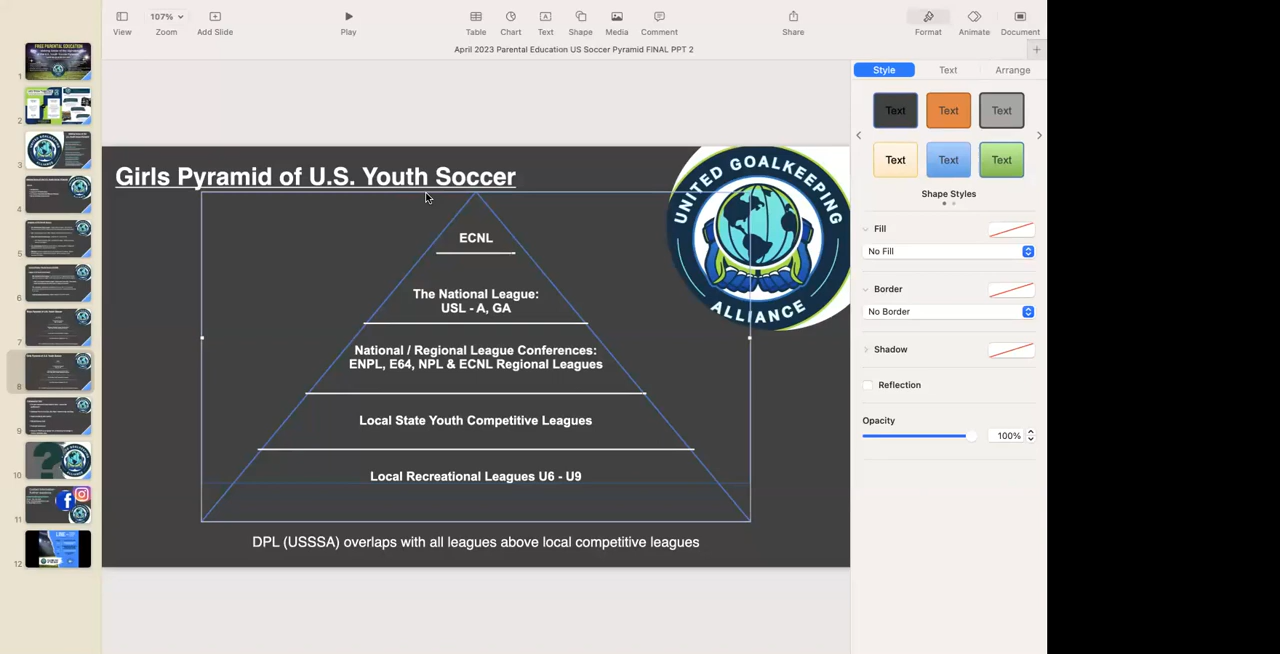 107%
View
Zoom
Add Slide
Play
Table
Chart
Text
Shape
Media
Comment
Share
Format
Animate
Document
April 2023 Parental Education US Soccer Pyramid FINAL PPT 2
Style
Text
Arrange
Text
Text
Text
Text
Text
Text
Shape Styles
Fill
No Fill
Border
No Border
Shadow
Reflection
Opacity
100%
1
2
3
4
5
6
7
8
9
10
11
12
FREE PARENTAL EDUCATION
Girls Pyramid of U.S. Youth Soccer
UNITED GOALKEEPING
ALLIANCE
ECNL
The National League:
USL - A, GA
National / Regional League Conferences:
ENPL, E64, NPL & ECNL Regional Leagues
Local State Youth Competitive Leagues
Local Recreational Leagues U6 - U9
DPL (USSSA) overlaps with all leagues above local competitive leagues